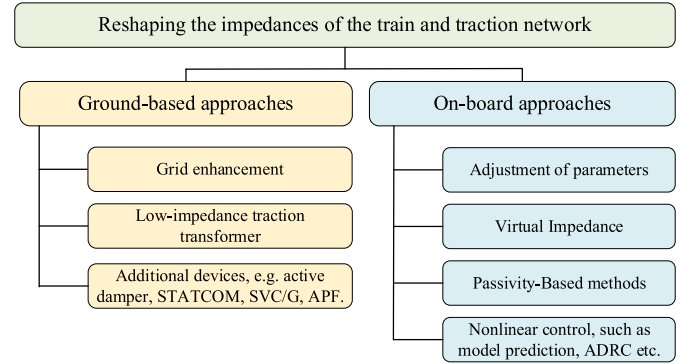 Reshaping the impedances of the train and traction network
Ground-based approaches
Grid enhancement
Low-impedance traction
transformer
Additional devices, e.g. active
damper, STATCOM, SVC/G, APF.
On-board approaches
Adjustment of parameters
Virtual Impedance
Passivity-Based methods
Nonlinear control, such as
model prediction, ADRC etc.